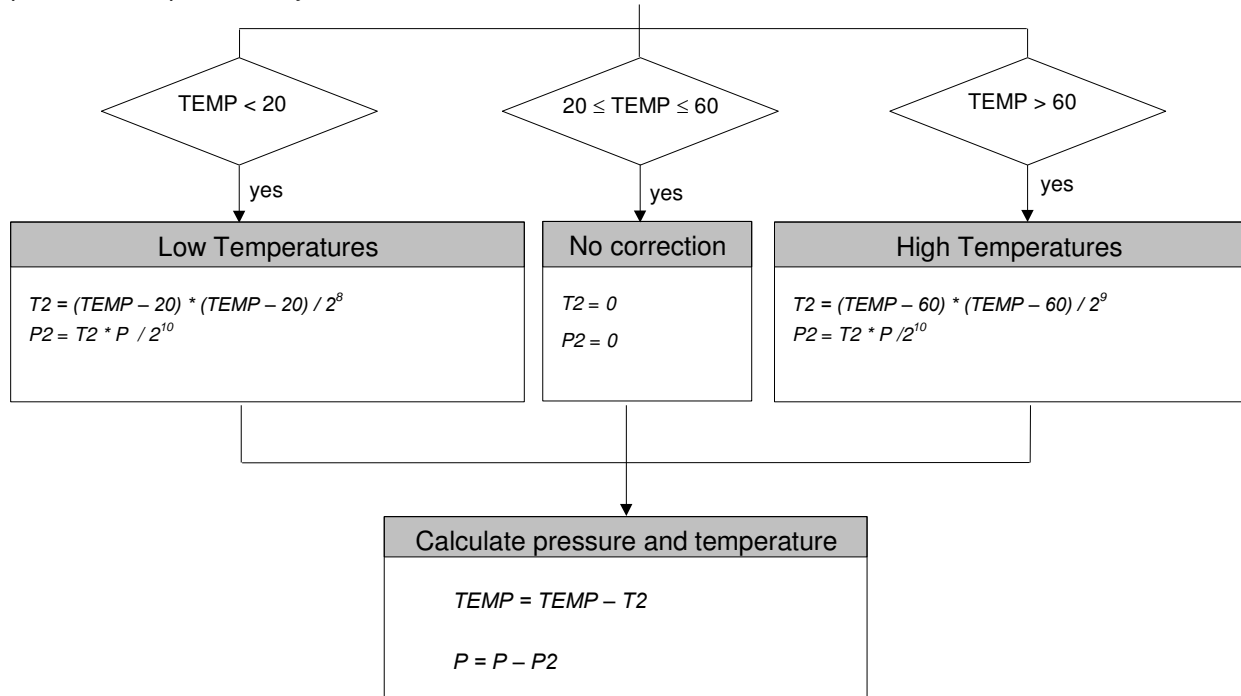 TEMP < 20
20 ≤ TEMP ≤ 60
TEMP > 60
yes
yes
yes
Low Temperatures
T2 = (TEMP – 20) * (TEMP – 20) / 2^8
P2 = T2 * P / 2^10
No correction
T2 = 0
P2 = 0
High Temperatures
T2 = (TEMP – 60) * (TEMP – 60) / 2^9
P2 = T2 * P /2^10
Calculate pressure and temperature
TEMP = TEMP – T2
P = P – P2